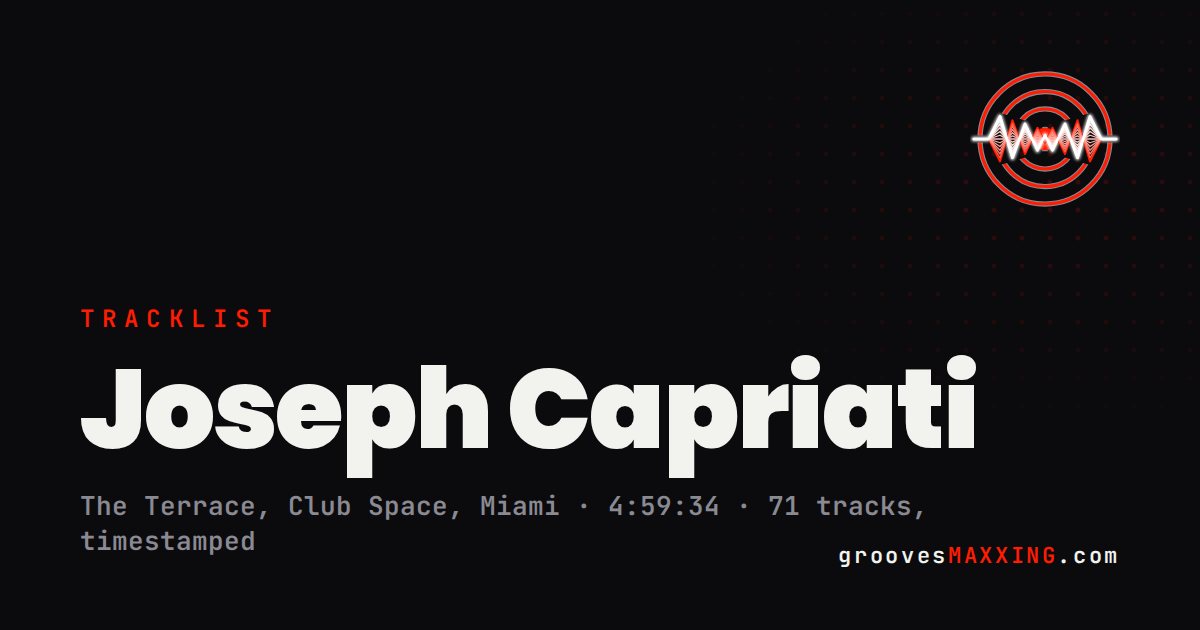 TRACKLIST
Joseph Capriati
The Terrace, Club Space, Miami · 4:59:34 · 71 tracks,
timestamped
groovesMAXXING.com